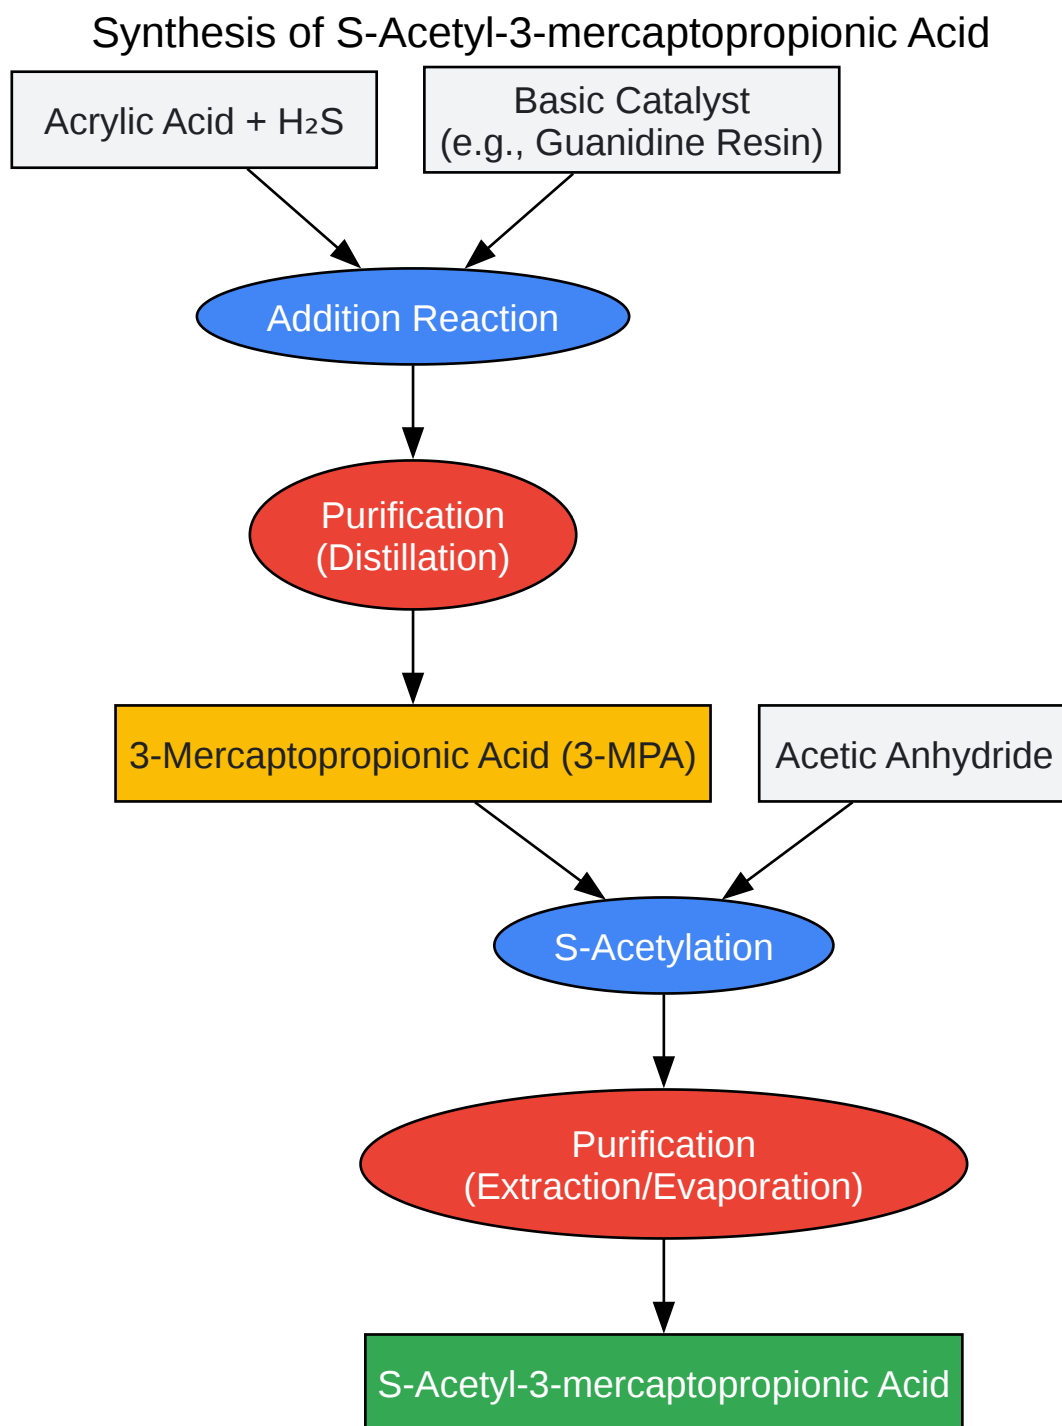 Synthesis of S-Acetyl-3-mercaptopropionic Acid
Acrylic Acid + H₂S
Basic Catalyst
(e.g., Guanidine Resin)
Addition Reaction
Purification
(Distillation)
3-Mercaptopropionic Acid (3-MPA)
Acetic Anhydride
S-Acetylation
Purification
(Extraction/Evaporation)
S-Acetyl-3-mercaptopropionic Acid